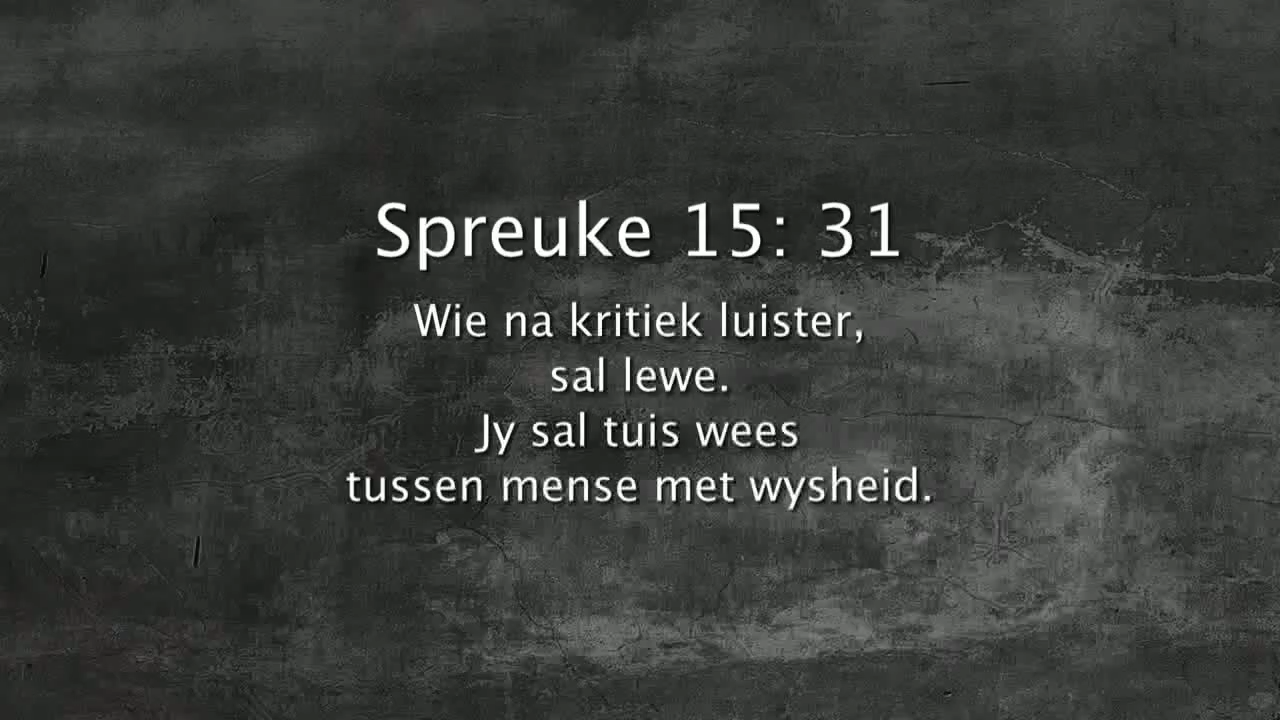 Spreuke 15: 31
Wie na kritiek luister,
sal lewe.
Jy sal tuis wees
tussen mense met wysheid.